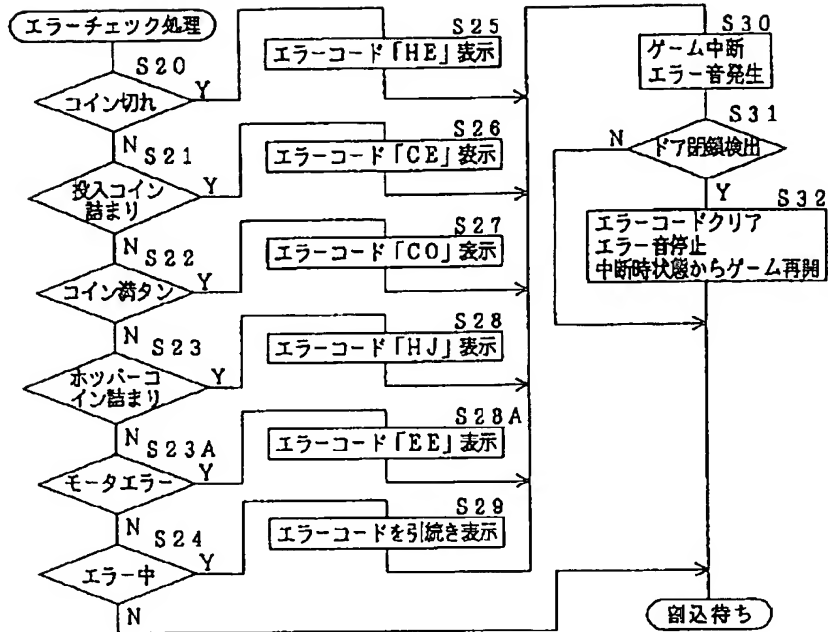 エラーチェック処理
S20
コイン切れ
Y
N
S25
エラーコード「HE」表示
S21
投入コイン
詰まり
Y
N
S26
エラーコード「CE」表示
S22
コイン満タン
Y
N
S27
エラーコード「CO」表示
S23
ホッパーコ
イン詰まり
Y
N
S28
エラーコード「HJ」表示
S23A
モータエラー
Y
N
S28A
エラーコード「EE」表示
S24
エラー中
Y
N
S29
エラーコードを引続き表示
S30
ゲーム中断
エラー音発生
S31
N
ドア閉鎖検出
Y
S32
エラーコードクリア
エラー音停止
中断時状態からゲーム再開
割込待ち